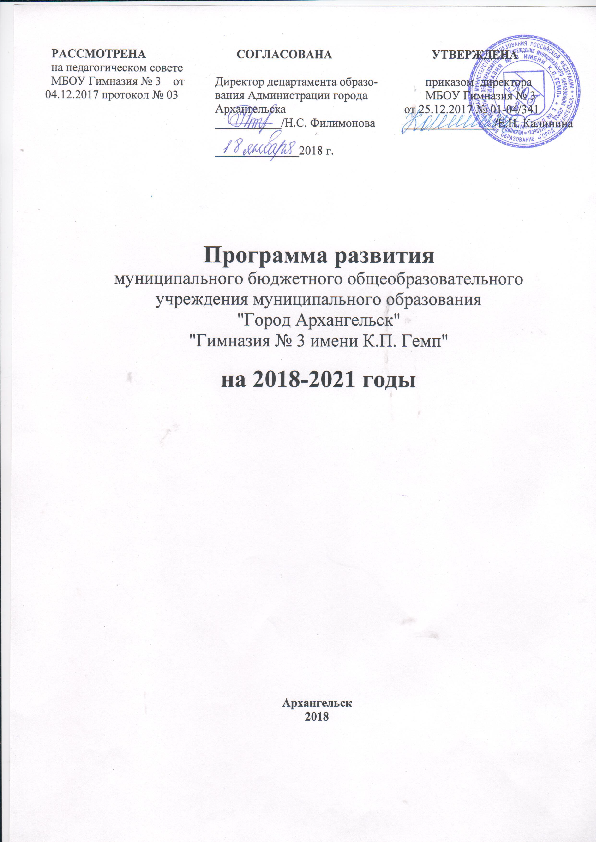 РАССМОТРЕНА
на педагогическом совете
МБОУ Гимназия № 3 от
04.12.2017 протокол № 03
СОГЛАСОВАНА
Директор департамента образо-
вания Администрации города
Архангельска
/Н.С. Филимонова
18 января 2018 г.
УТВЕРЖДЕНА
приказом директора
МБОУ Гимназия № 3
от 25.12.2017 № 01-04/341
Калинина
Программа развития
муниципального бюджетного общеобразовательного
учреждения муниципального образования
"Город Архангельск"
"Гимназия № 3 имени К.П. Гемп"
на 2018-2021 годы
Архангельск
2018